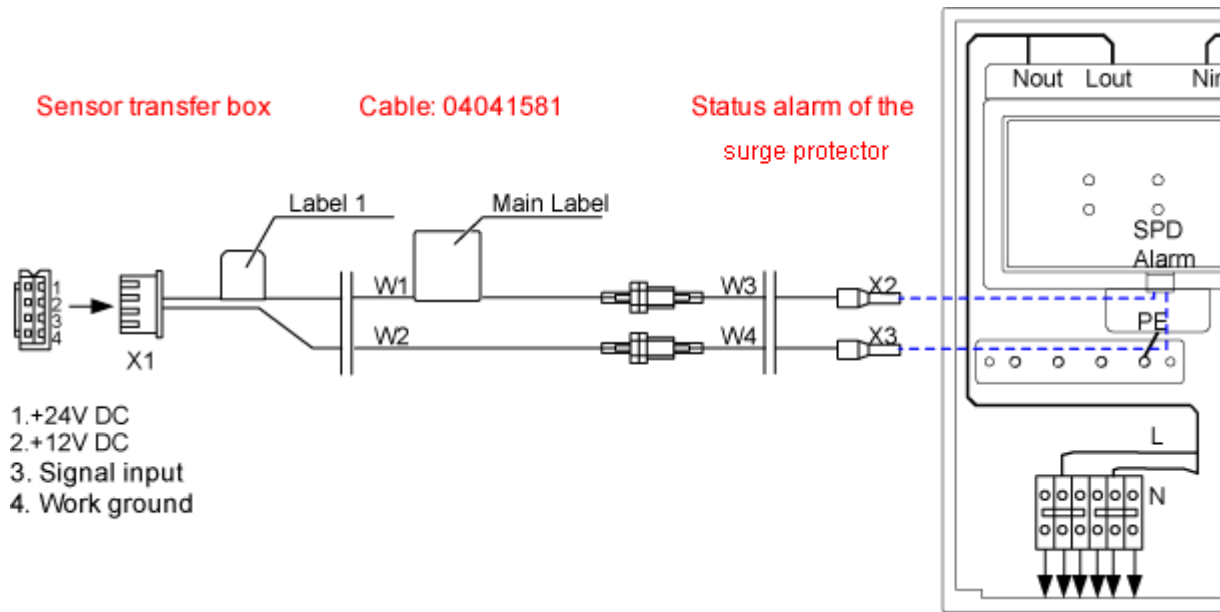 Nout Lout Nin
Sensor transfer box
Cable: 04041581
Status alarm of the
surge protector
Label 1
Main Label
SPD
Alarm
1
2
3
4
W1
W3
X2
W2
W4
X3
PE
X1
1.+24V DC
2.+12V DC
3. Signal input
4. Work ground
L
N